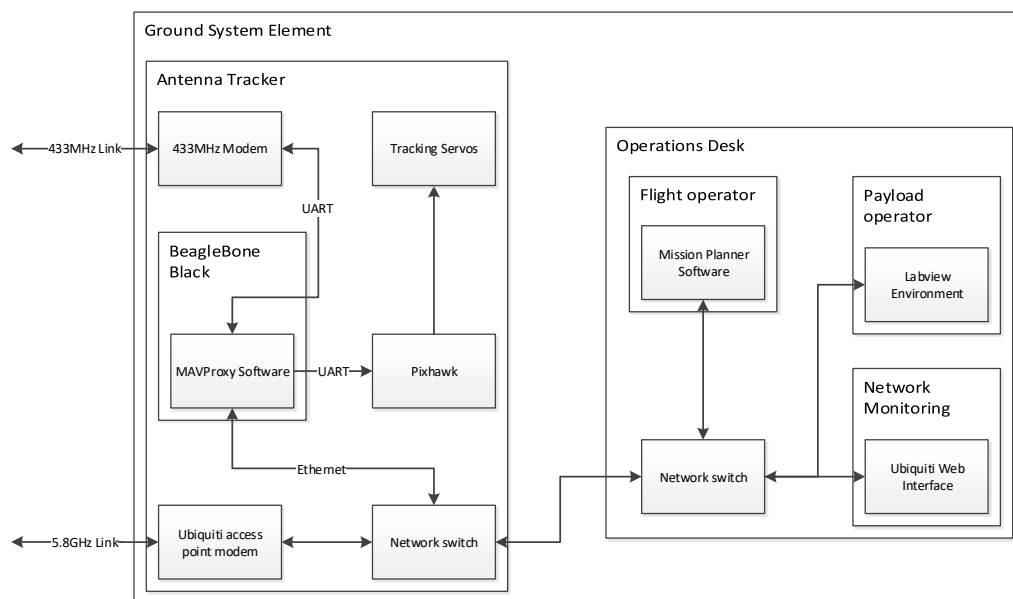 Ground System Element
Antenna Tracker
433MHz Link
433MHz Modem
Tracking Servos
UART
BeagleBone
Black
MAVProxy Software
UART
Pixhawk
Ethernet
5.8GHz Link
Ubiquiti access
point modem
Network switch
Operations Desk
Flight operator
Mission Planner
Software
Payload
operator
Labview
Environment
Network
Monitoring
Network switch
Ubiquiti Web
Interface